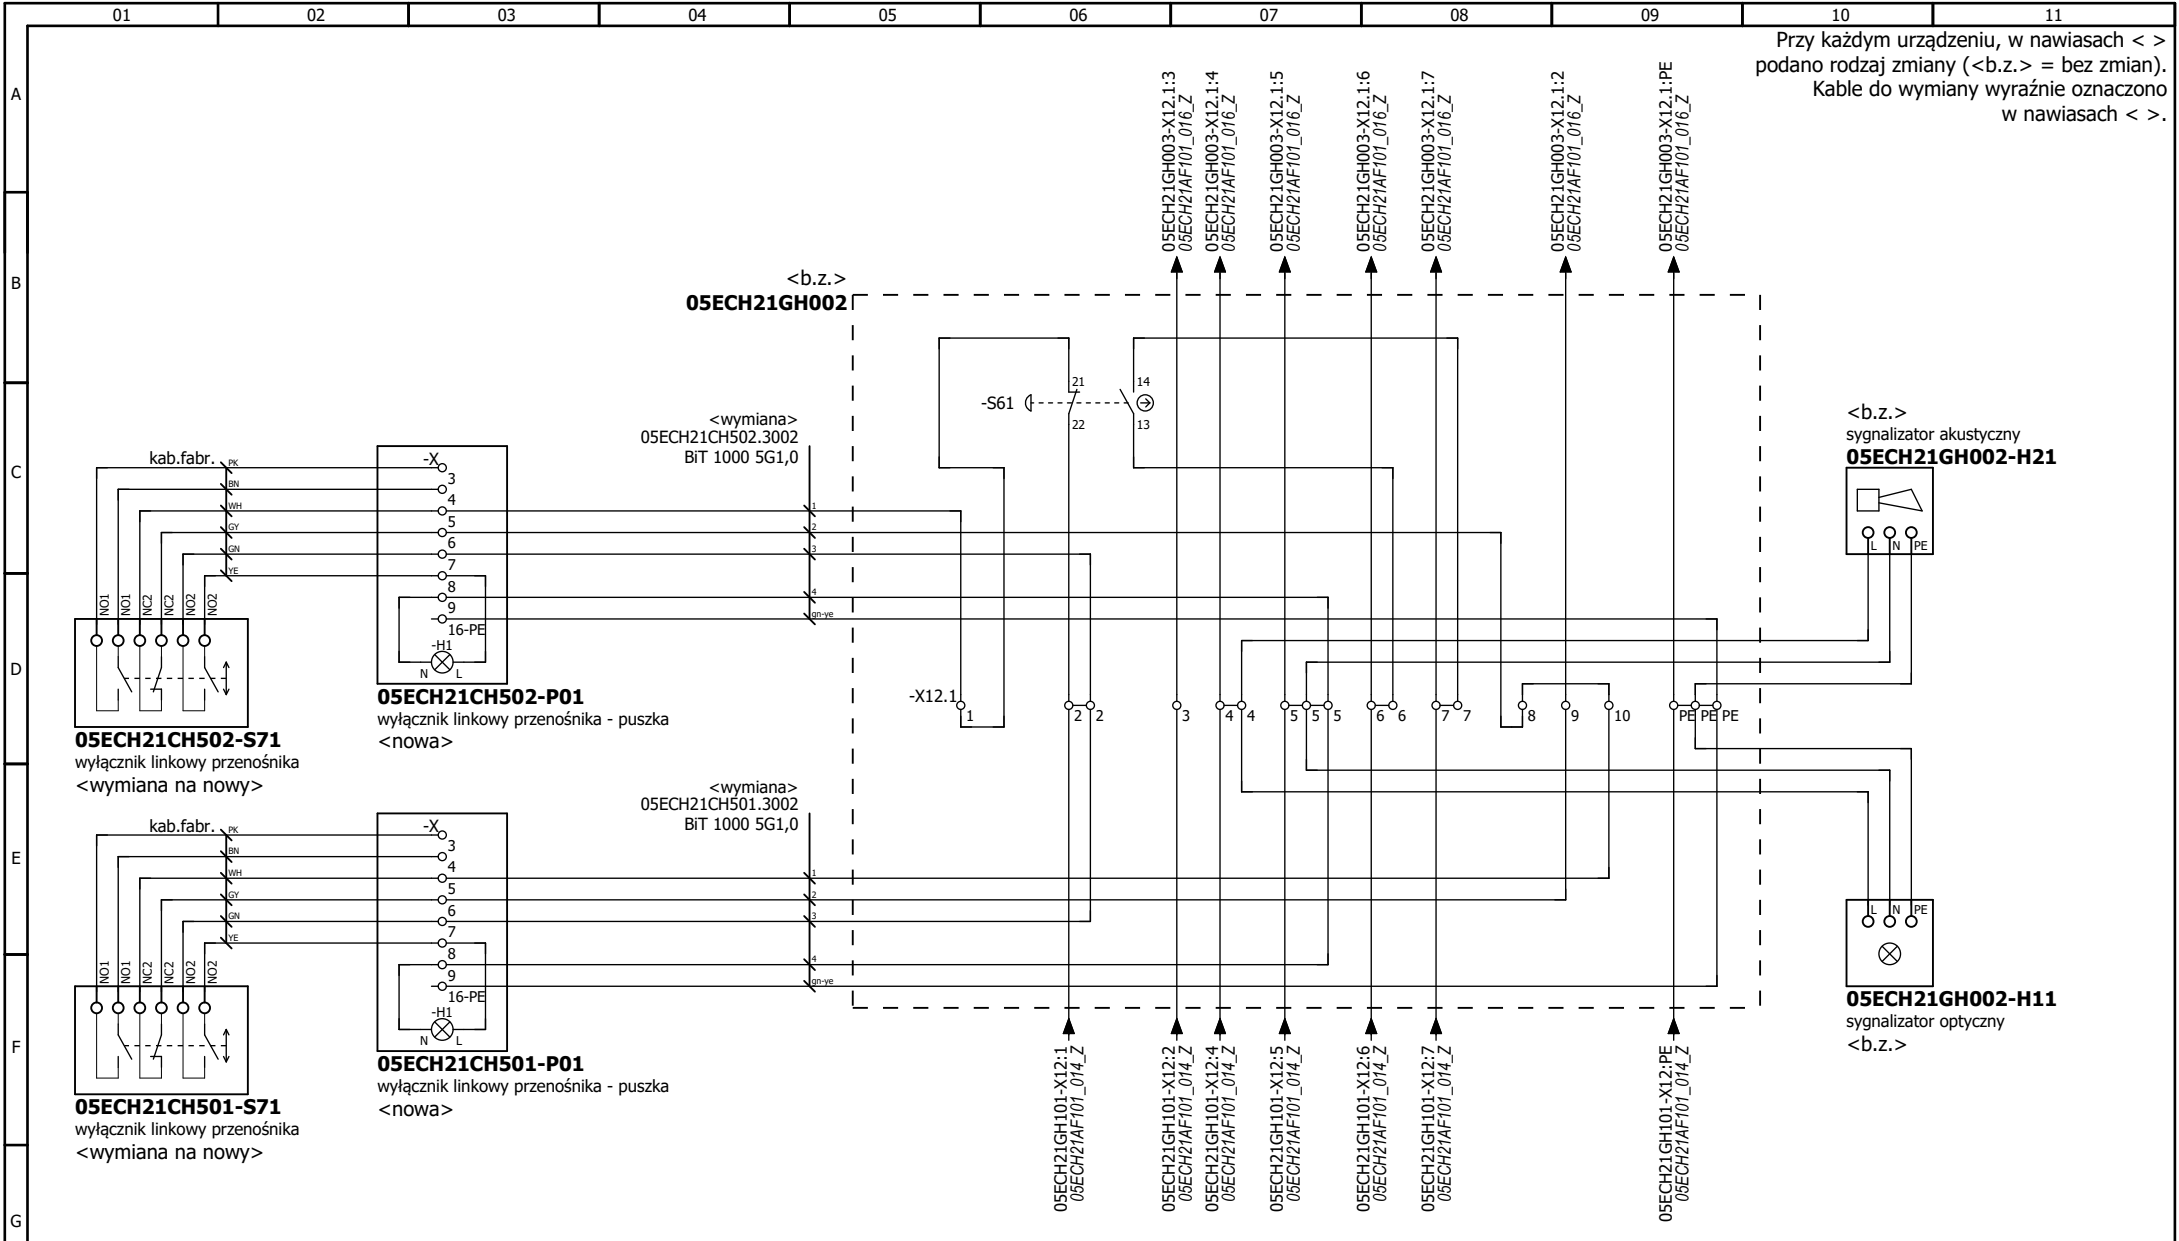 01 02 03 04 05 06 07 08 09 10 11
A
B
C
D
E
F
G
Przy każdym urządzeniu, w nawiasach < >
podano rodzaj zmiany (<b.z.> = bez zmian).
Kable do wymiany wyraźnie oznaczono
w nawiasach < >.
05ECH21GH003-X12.1:3
05ECH21AF101_016_Z
05ECH21GH003-X12.1:4
05ECH21AF101_016_Z
05ECH21GH003-X12.1:5
05ECH21AF101_016_Z
05ECH21GH003-X12.1:6
05ECH21AF101_016_Z
05ECH21GH003-X12.1:7
05ECH21AF101_016_Z
05ECH21GH003-X12.1:2
05ECH21AF101_016_Z
05ECH21GH003-X12.1:PE
05ECH21AF101_016_Z
<b.z.>
05ECH21GH002
21
22
-S61
14
13
<wymiana>
05ECH21CH502.3002
BiT 1000 5G1,0
1
2
3
4
gn-ye
kab.fabr.
PK
BN
WH
GY
GN
YE
NO1 NO1 NC2 NC2 NO2 NO2
05ECH21CH502-S71
wyłącznik linkowy przenośnika
<wymiana na nowy>
-X
3
4
5
6
7
8
9
16-PE
-H1
N L
05ECH21CH502-P01
wyłącznik linkowy przenośnika - puszka
<nowa>
<b.z.>
sygnalizator akustyczny
05ECH21GH002-H21
L N PE
-X12.1
1 2 2 3 4 4 5 5 5 6 6 7 7 8 9 10 PE PE PE
<wymiana>
05ECH21CH501.3002
BiT 1000 5G1,0
1
2
3
4
gn-ye
kab.fabr.
PK
BN
WH
GY
GN
YE
NO1 NO1 NC2 NC2 NO2 NO2
05ECH21CH501-S71
wyłącznik linkowy przenośnika
<wymiana na nowy>
-X
3
4
5
6
7
8
9
16-PE
-H1
N L
05ECH21CH501-P01
wyłącznik linkowy przenośnika - puszka
<nowa>
L N PE
05ECH21GH002-H11
sygnalizator optyczny
<b.z.>
05ECH21GH101-X12:1
05ECH21AF101_014_Z
05ECH21GH101-X12:2
05ECH21AF101_014_Z
05ECH21GH101-X12:4
05ECH21AF101_014_Z
05ECH21GH101-X12:5
05ECH21AF101_014_Z
05ECH21GH101-X12:6
05ECH21AF101_014_Z
05ECH21GH101-X12:7
05ECH21AF101_014_Z
05ECH21GH101-X12:PE
05ECH21AF101_014_Z